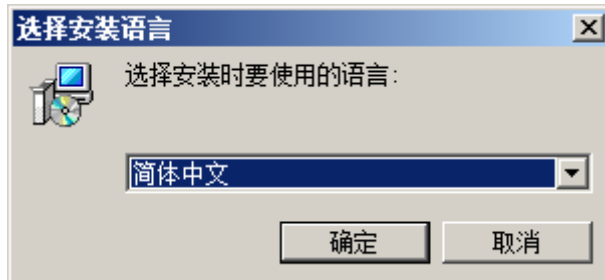 选择安装语言
选择安装时要使用的语言:
简体中文
确定 取消